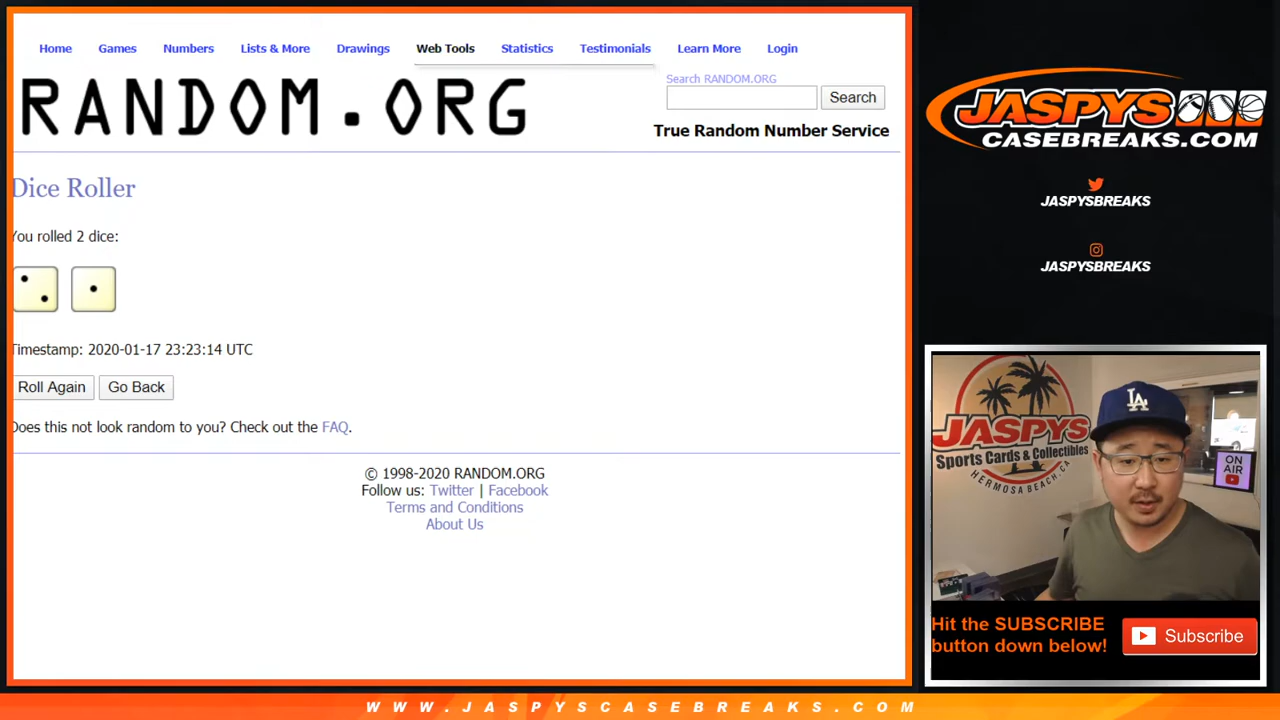 Home Games Numbers Lists & More Drawings Web Tools Statistics Testimonials Learn More Login
RANDOM.ORG
Search RANDOM.ORG
Search
True Random Number Service
Dice Roller
You rolled 2 dice:
Timestamp: 2020-01-17 23:23:14 UTC
Roll Again Go Back
Does this not look random to you? Check out the FAQ.
© 1998-2020 RANDOM.ORG
Follow us: Twitter | Facebook
Terms and Conditions
About Us
JASPYS
CASEBREAKS.COM
JASPYSBREAKS
JASPYSBREAKS
JASPYS
Sports Cards & Collectibles
HERMOSA BEACH, CA
LA
ON
AIR
Hit the SUBSCRIBE
button down below!
Subscribe
WWW.JASPYSCASEBREAKS.COM